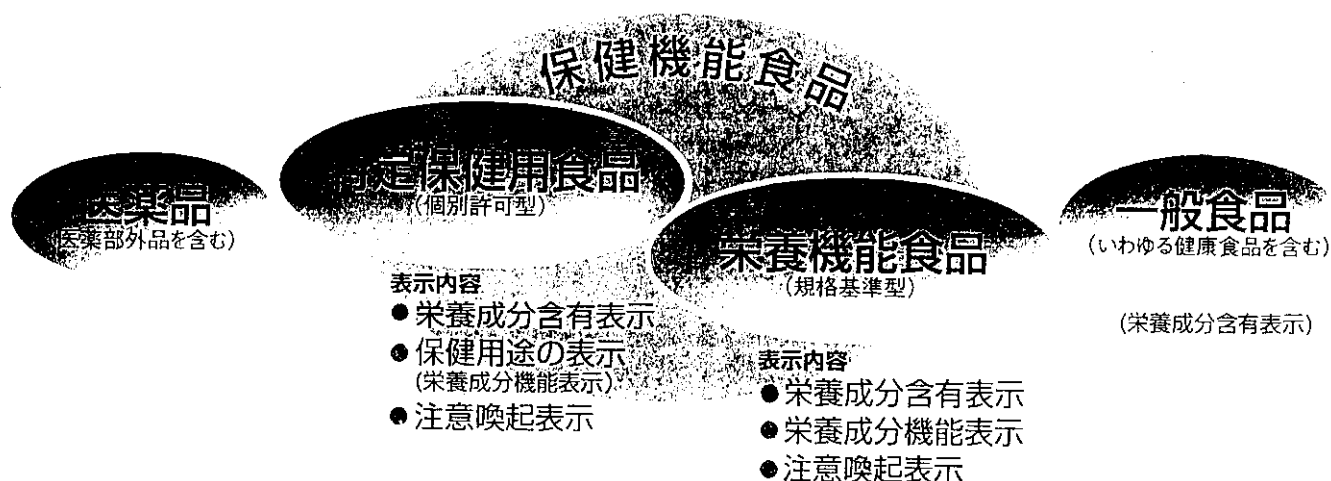 保健機能食品
医薬品
(医薬部外品を含む)
特定保健用食品
(個別許可型)
表示内容
●栄養成分含有表示
●保健用途の表示
(栄養成分機能表示)
●注意喚起表示
栄養機能食品
(規格基準型)
表示内容
●栄養成分含有表示
●栄養成分機能表示
●注意喚起表示
一般食品
(いわゆる健康食品を含む)
(栄養成分含有表示)